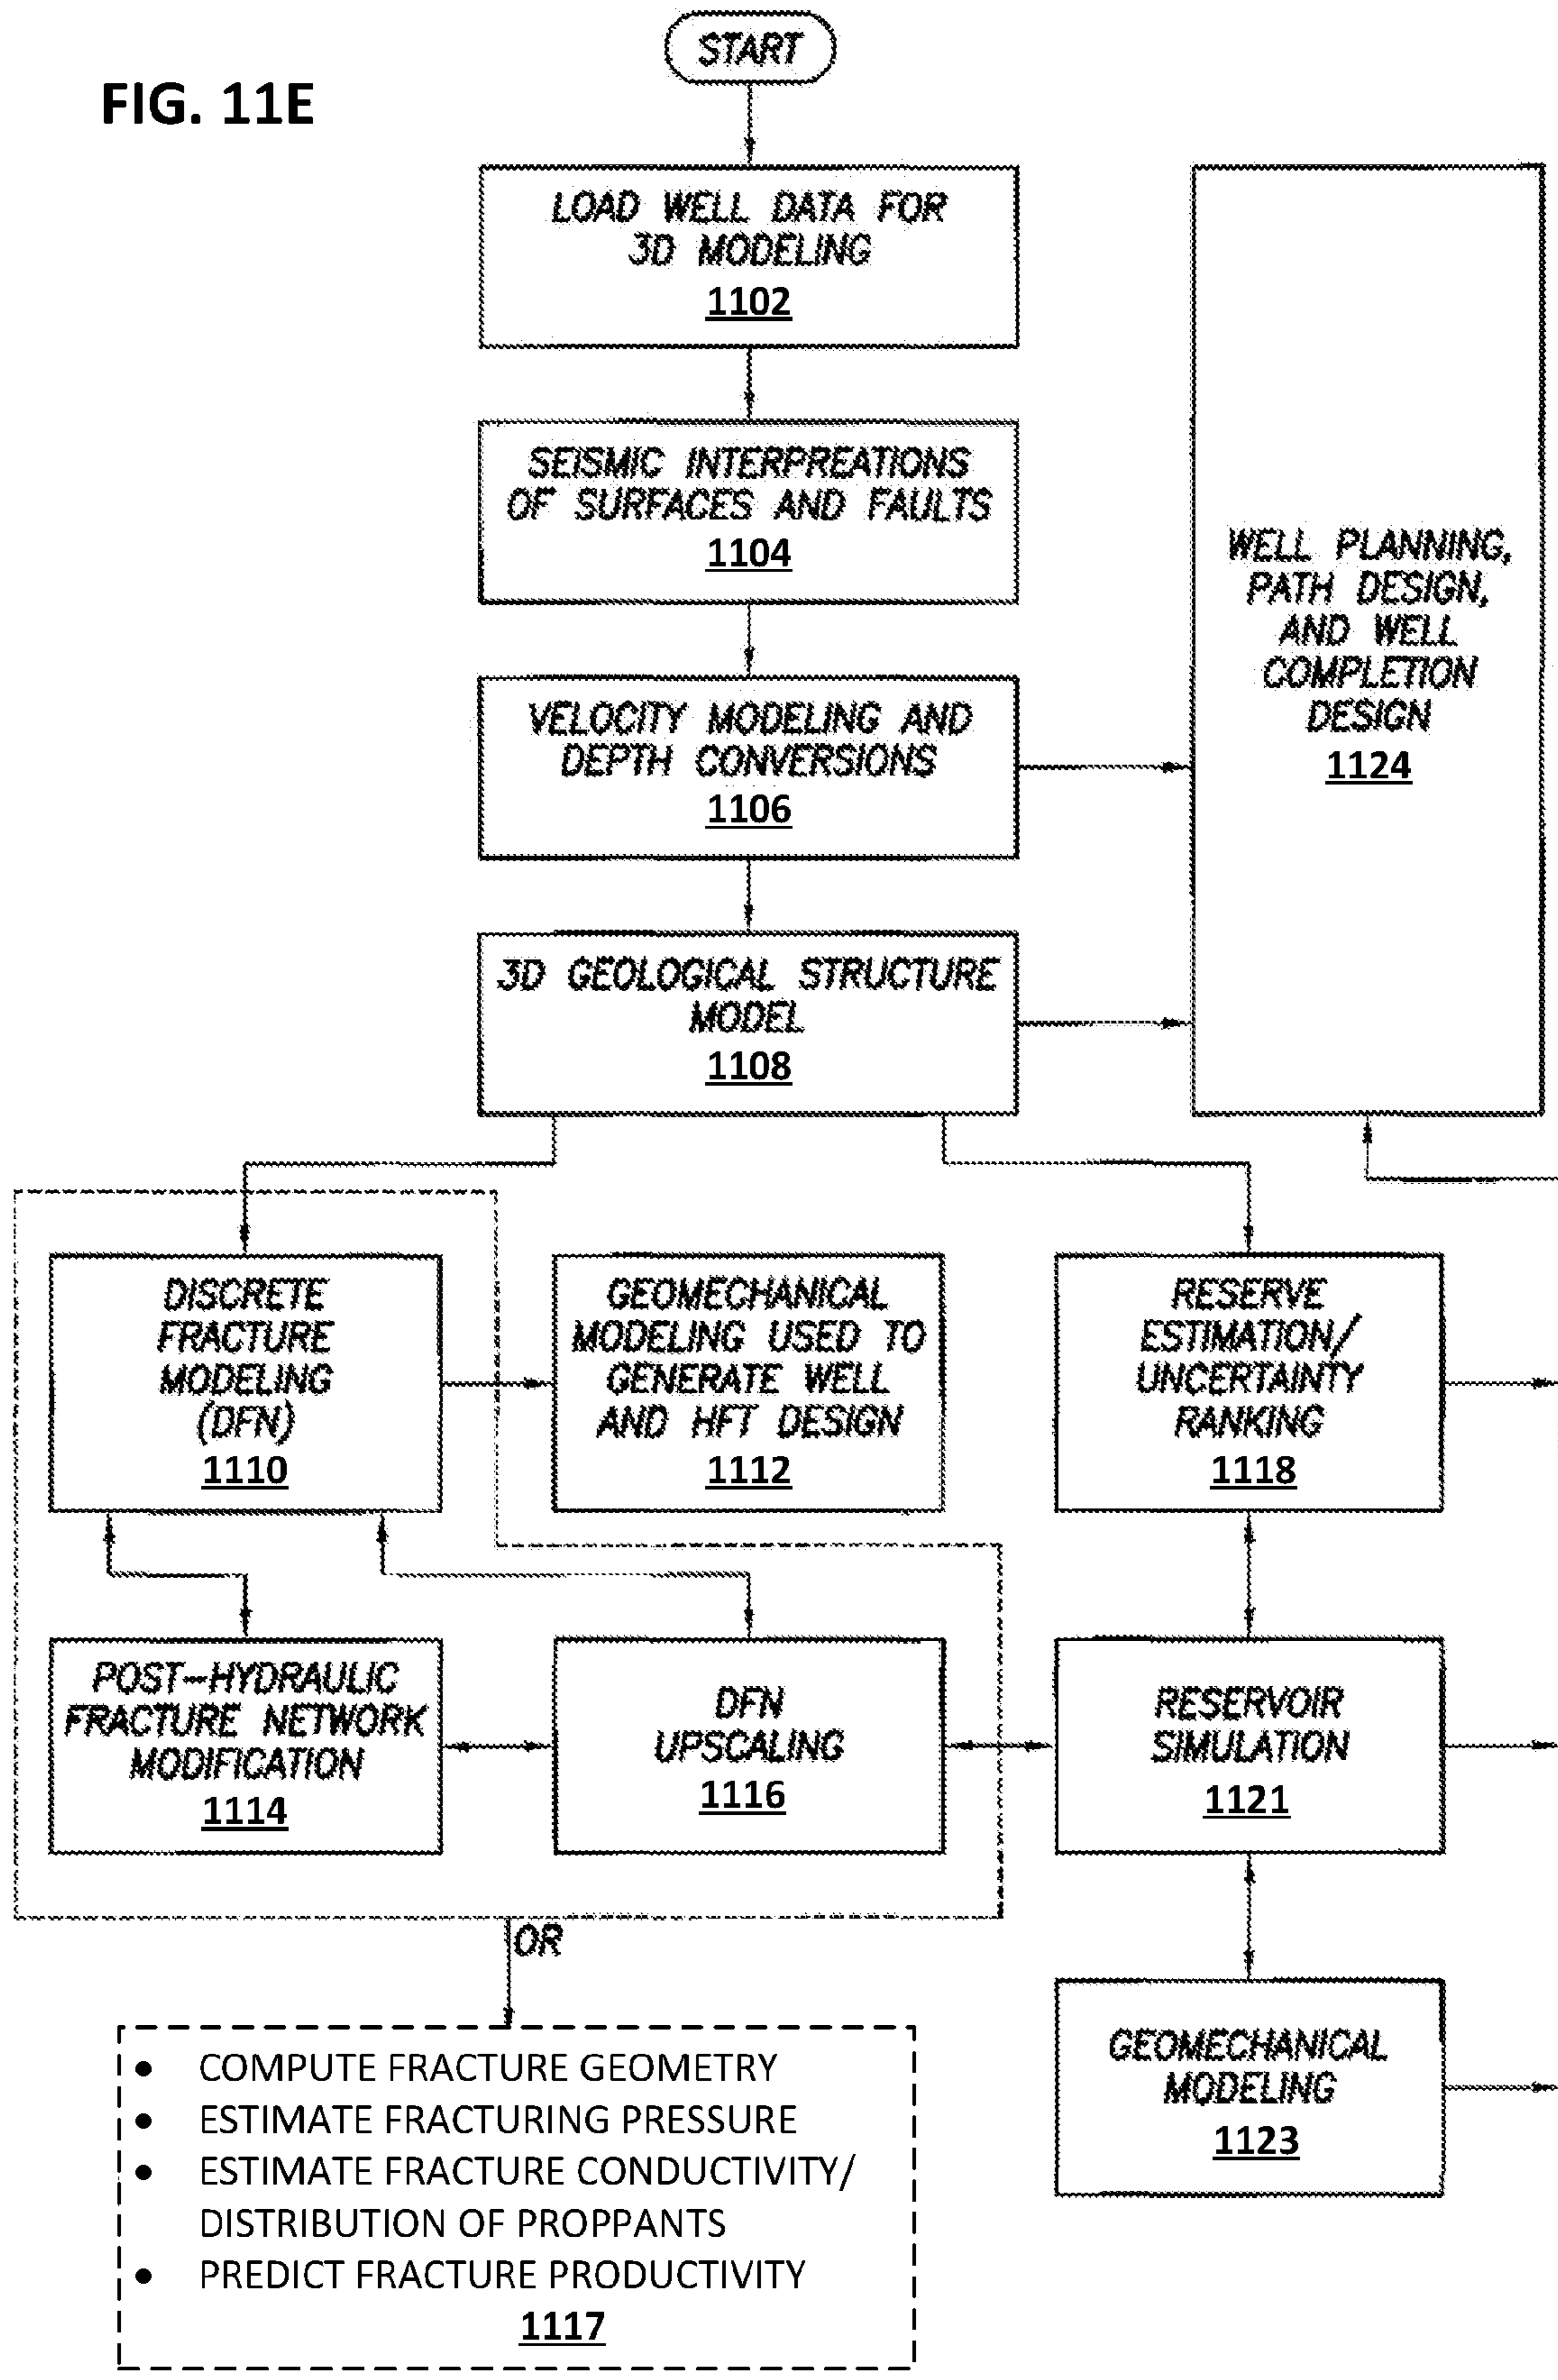 START
FIG. 11E
LOAD WELL DATA FOR
3D MODELING
1102
SEISMIC INTERPREATIONS
OF SURFACES AND FAULTS
1104
VELOCITY MODELING AND
DEPTH CONVERSIONS
1106
3D GEOLOGICAL STRUCTURE
MODEL
1108
WELL PLANNING,
PATH DESIGN,
AND WELL
COMPLETION
DESIGN
1124
DISCRETE
FRACTURE
MODELING
(DFN)
1110
GEOMECHANICAL
MODELING USED TO
GENERATE WELL
AND HFT DESIGN
1112
RESERVE
ESTIMATION/
UNCERTAINTY
RANKING
1118
POST-HYDRAULIC
FRACTURE NETWORK
MODIFICATION
1114
DFN
UPSCALING
1116
RESERVOIR
SIMULATION
1121
OR
GEOMECHANICAL
MODELING
1123
• COMPUTE FRACTURE GEOMETRY
• ESTIMATE FRACTURING PRESSURE
• ESTIMATE FRACTURE CONDUCTIVITY/
DISTRIBUTION OF PROPPANTS
• PREDICT FRACTURE PRODUCTIVITY
1117